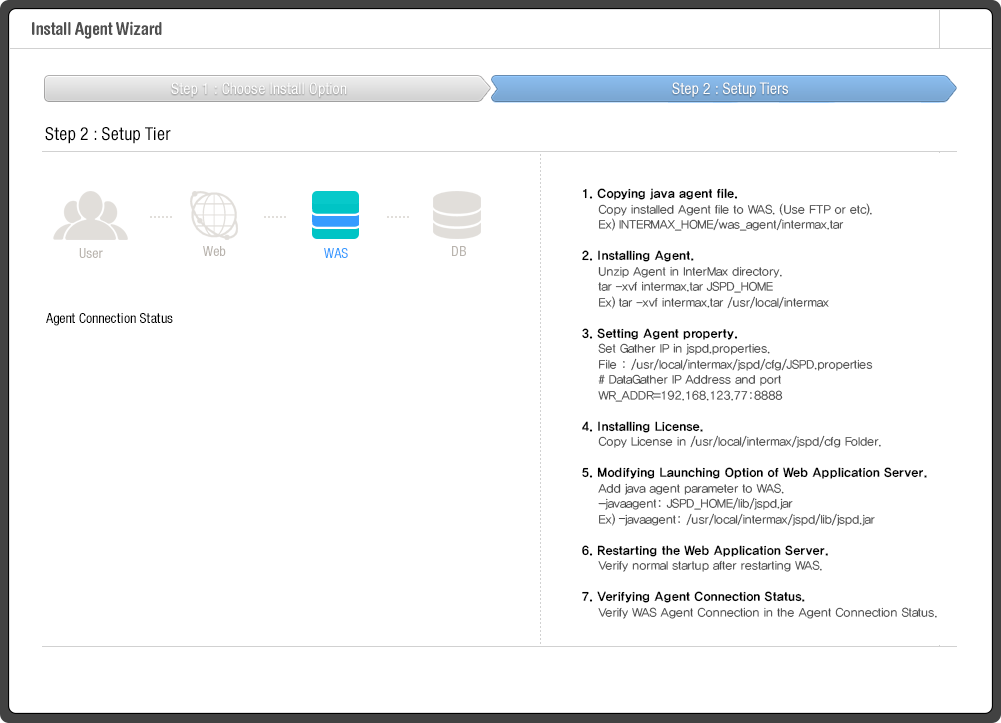 Install Agent Wizard
Step 1 : Choose Install Option
Step 2 : Setup Tiers
Step 2 : Setup Tier
User
Web
WAS
DB
Agent Connection Status
1. Copying java agent file.
Copy installed Agent file to WAS. (Use FTP or etc).
Ex) INTERMAX_HOME/was_agent/intermax.tar
2. Installing Agent.
Unzip Agent in InterMax directory.
tar -xvf intermax.tar JSPD_HOME
Ex) tar -xvf intermax.tar /usr/local/intermax
3. Setting Agent property.
Set Gather IP in jspd.properties.
File : /usr/local/intermax/jspd/cfg/JSPD.properties
# DataGather IP Address and port
WR_ADDR=192.168.123.77:8888
4. Installing License.
Copy License in /usr/local/intermax/jspd/cfg Folder.
5. Modifying Launching Option of Web Application Server.
Add java agent parameter to WAS.
-javaagent: JSPD_HOME/lib/jspd.jar
Ex) -javaagent: /usr/local/intermax/jspd/lib/jspd.jar
6. Restarting the Web Application Server.
Verify normal startup after restarting WAS.
7. Verifying Agent Connection Status.
Verify WAS Agent Connection in the Agent Connection Status.